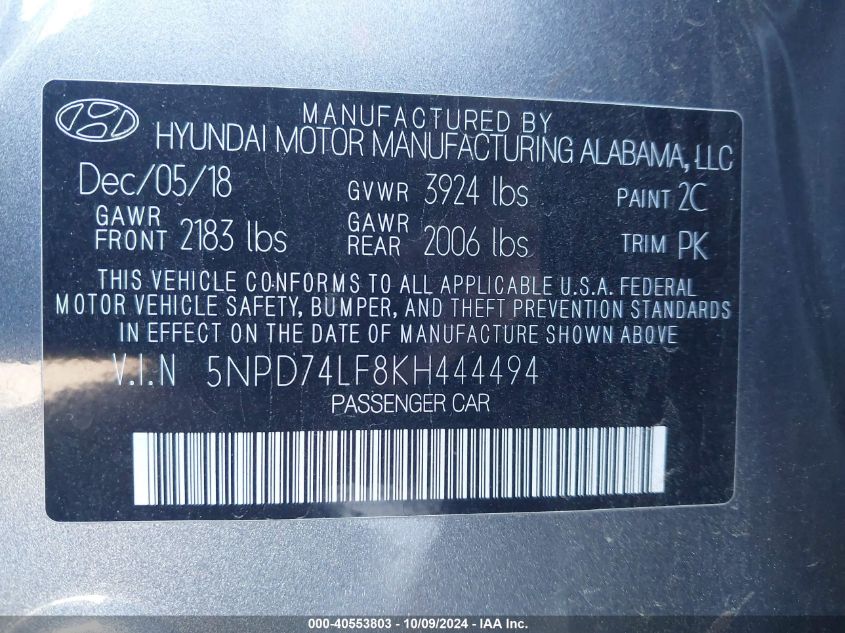 MANUFACTURED BY
HYUNDAI MOTOR MANUFACTURING ALABAMA, LLC
Dec/05/18 GVWR 3924 lbs PAINT 2C
GAWR FRONT 2183 lbs GAWR REAR 2006 lbs TRIM PK
THIS VEHICLE CONFORMS TO ALL APPLICABLE U.S.A. FEDERAL
MOTOR VEHICLE SAFETY, BUMPER, AND THEFT PREVENTION STANDARDS
IN EFFECT ON THE DATE OF MANUFACTURE SHOWN ABOVE
V.I.N 5NPD74LF8KH444494
PASSENGER CAR
000-40553803 - 10/09/2024 - IAA Inc.